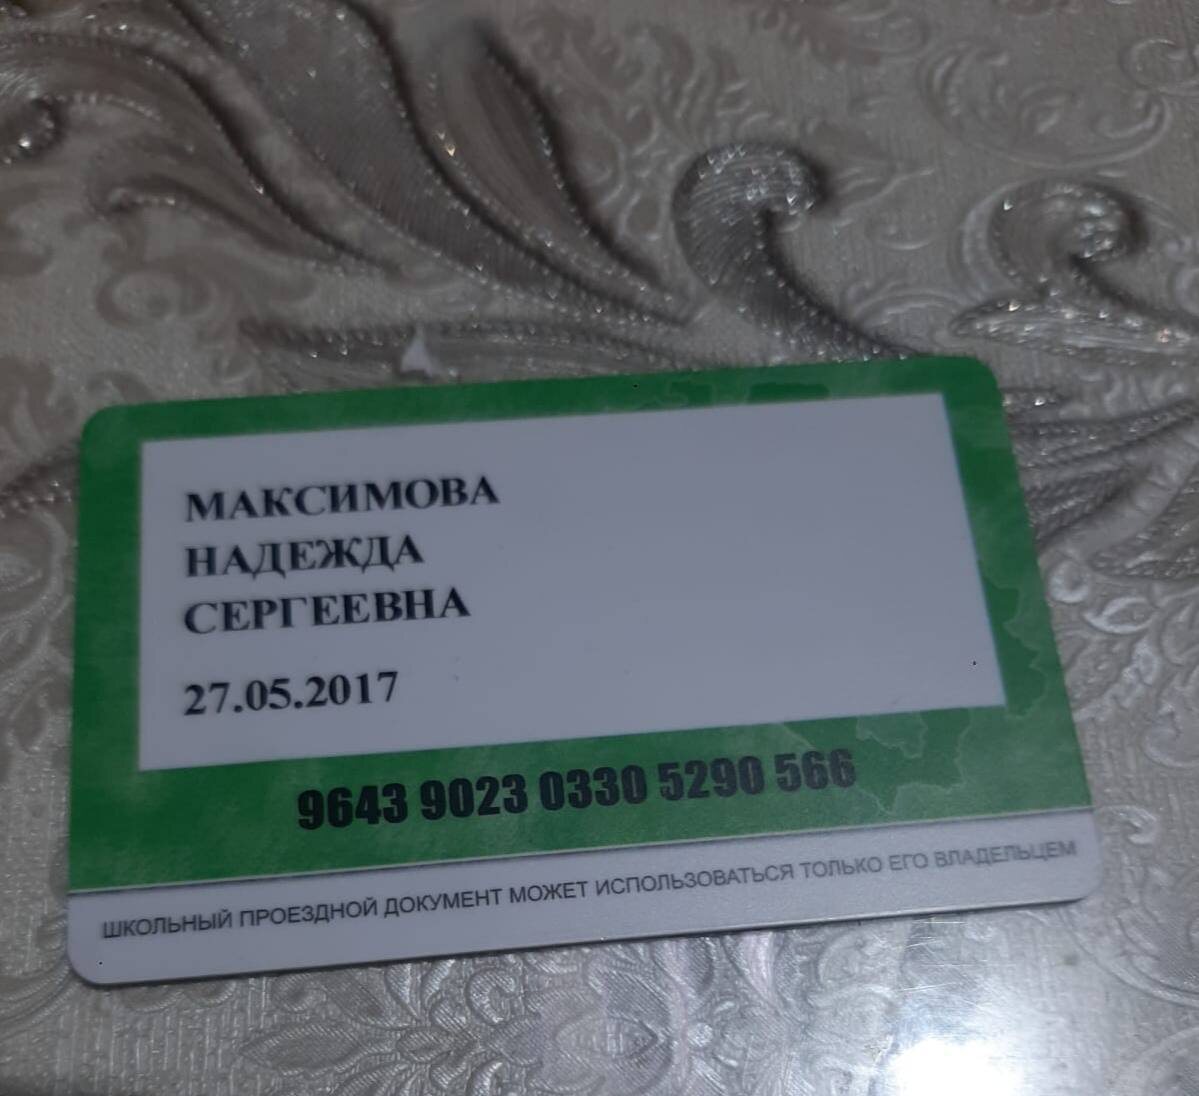 МАКСИМОВА
НАДЕЖДА
СЕРГЕЕВНА
27.05.2017
9643 9023 0330 5290 566
ШКОЛЬНЫЙ ПРОЕЗДНОЙ ДОКУМЕНТ МОЖЕТ ИСПОЛЬЗОВАТЬСЯ ТОЛЬКО ЕГО ВЛАДЕЛЬЦЕМ